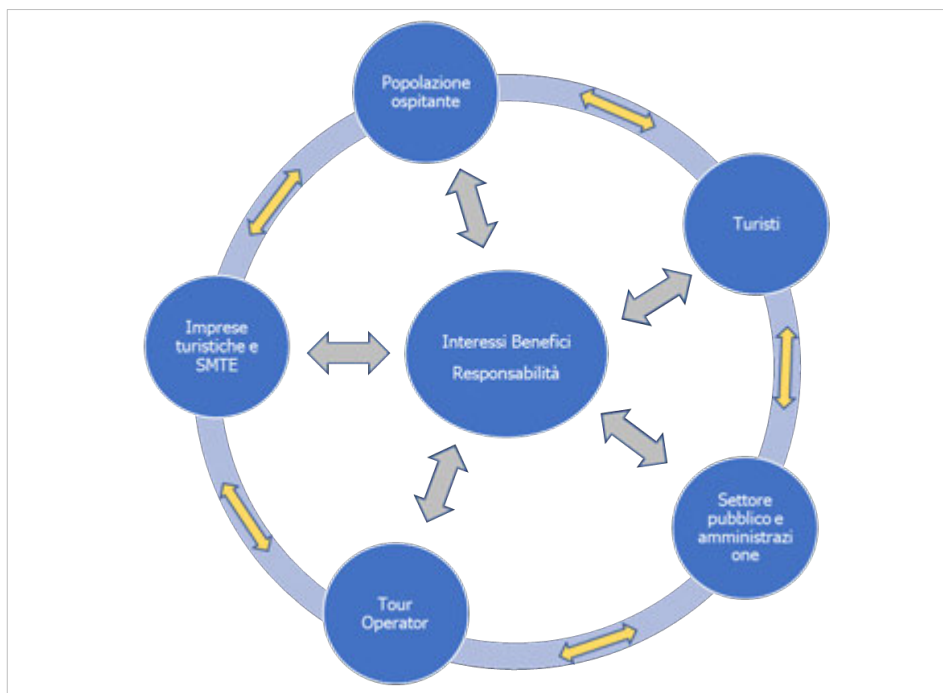 Popolazione
ospitante
Turisti
Imprese
turistiche e
SMTE
Interessi Benefici
Responsabilità
Settore
pubblico e
amministrazi
one
Tour
Operator